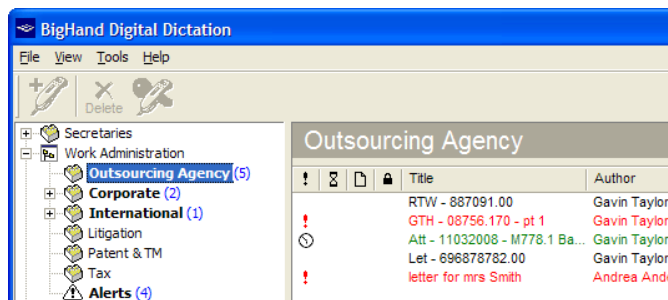 BigHand Digital Dictation
File View Tools Help
Delete
Secretaries
Work Administration
Outsourcing Agency (5)
Corporate (2)
International (1)
Litigation
Patent & TM
Tax
Alerts (4)
Outsourcing Agency
Title Author
RTW - 887091.00 Gavin Taylor
GTH - 08756.170 - pt 1 Gavin Taylor
Att - 11032008 - M778.1 Ba... Gavin Taylor
Let - 696878782.00 Gavin Taylor
letter for mrs Smith Andrea And